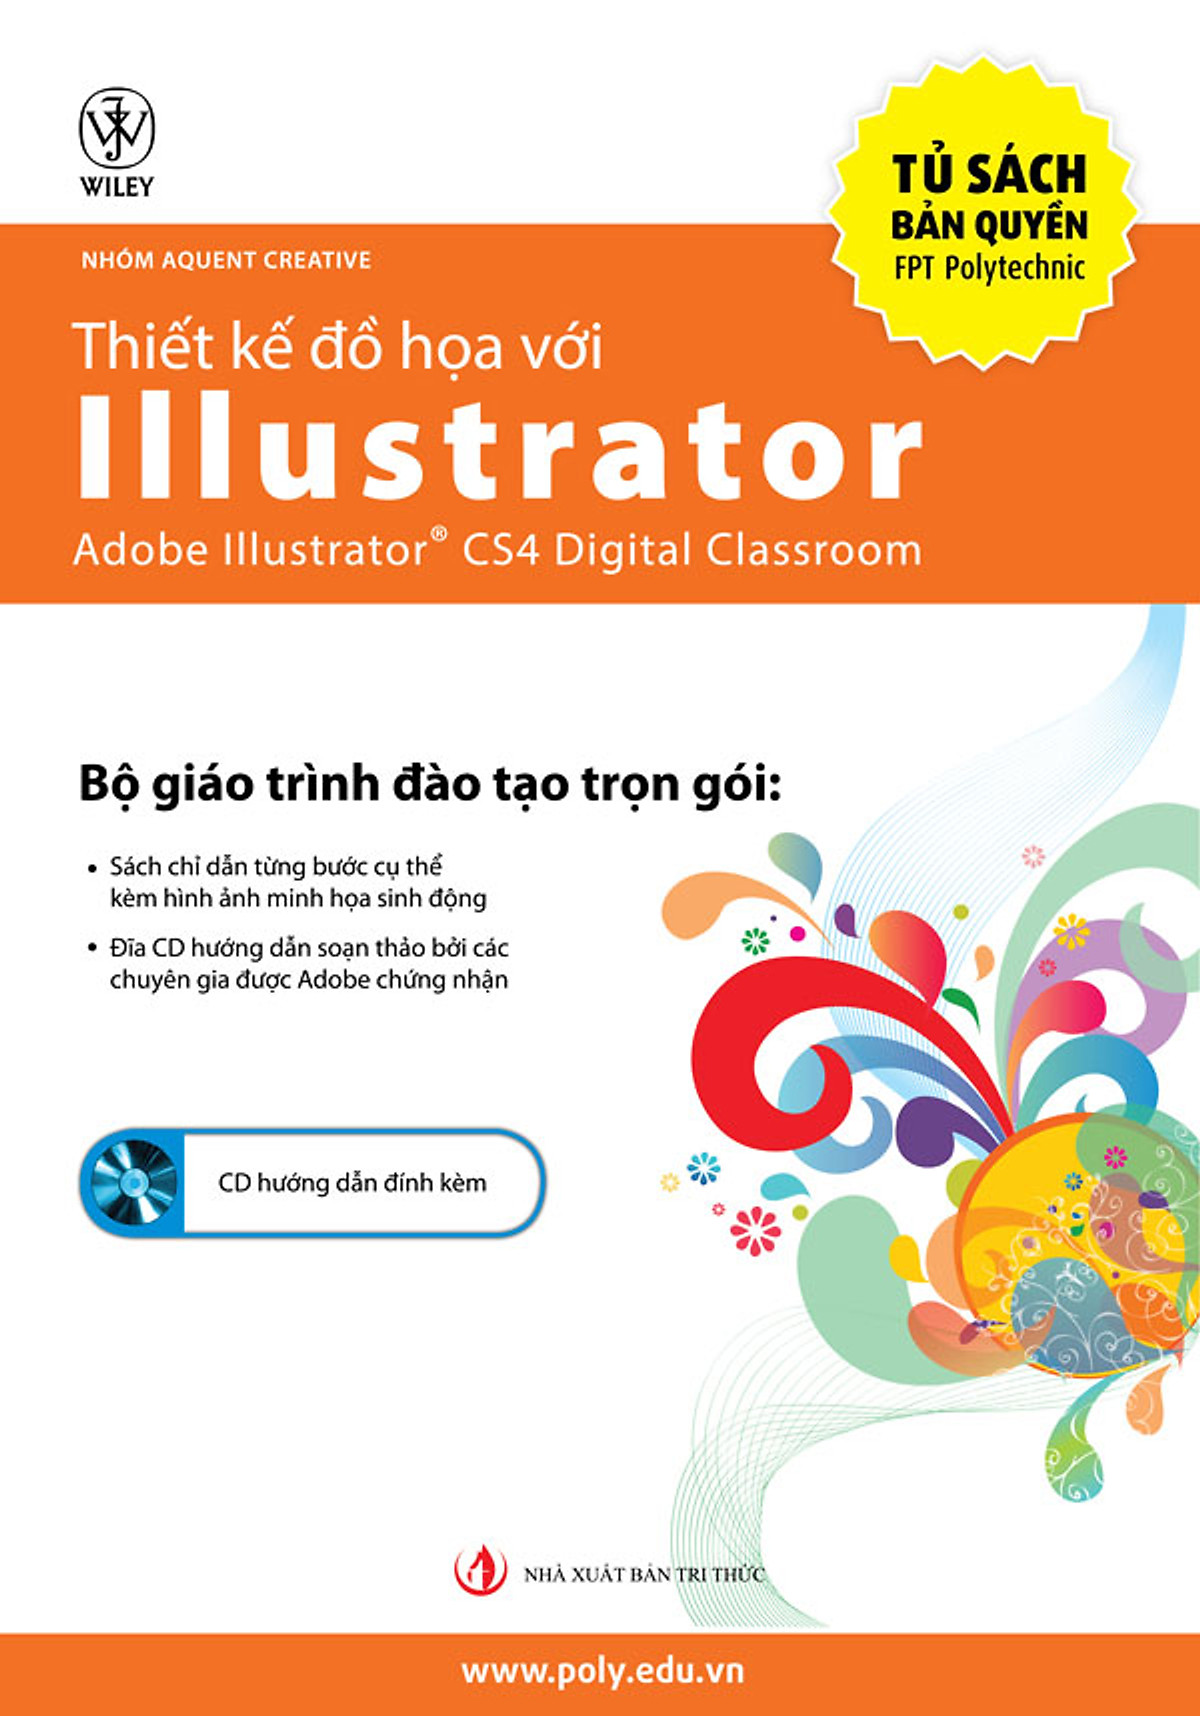 WILEY
TỦ SÁCH
BẢN QUYỀN
FPT Polytechnic
NHÓM AQUENT CREATIVE
Thiết kế đồ họa với
Illustrator
Adobe Illustrator® CS4 Digital Classroom
Bộ giáo trình đào tạo trọn gói:
• Sách chỉ dẫn từng bước cụ thể
kèm hình ảnh minh họa sinh động
• Đĩa CD hướng dẫn soạn thảo bởi các
chuyên gia được Adobe chứng nhận
CD hướng dẫn đính kèm
NHÀ XUẤT BẢN TRI THỨC
www.poly.edu.vn